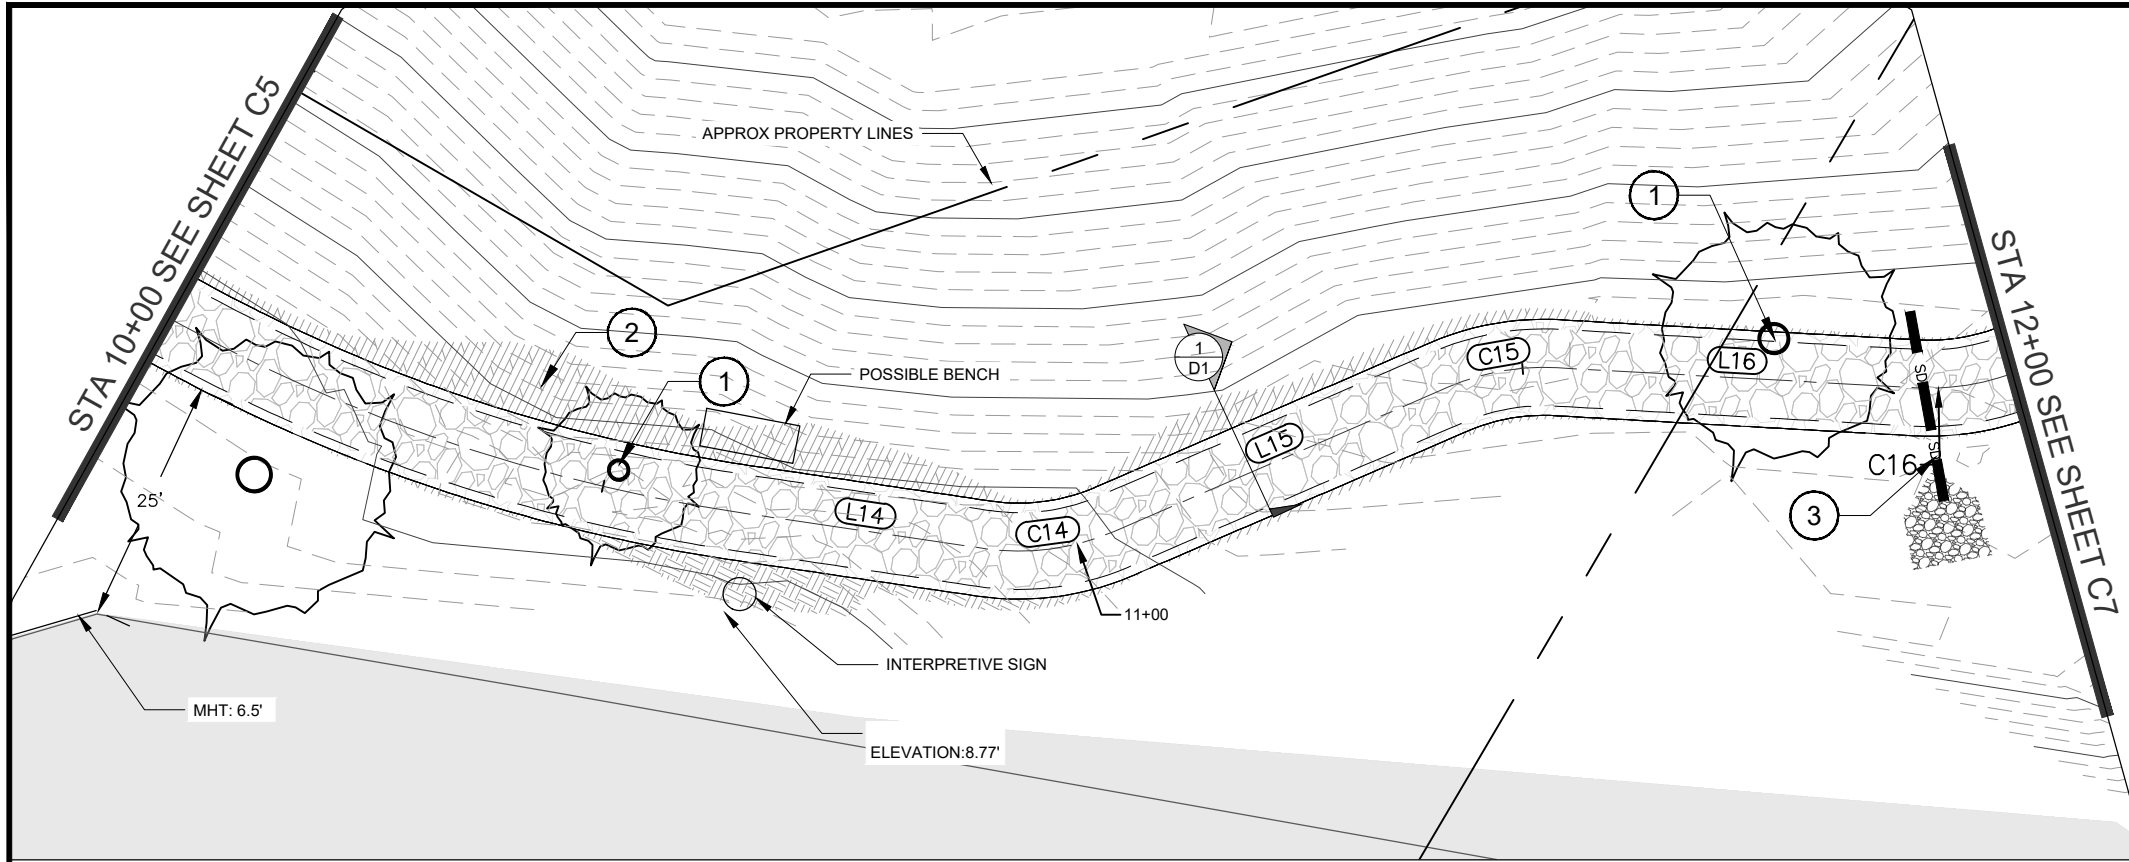 STA 10+00 SEE SHEET C5
APPROX PROPERTY LINES
1
2
1
POSSIBLE BENCH
1
D1
C15
L16
STA 12+00 SEE SHEET C7
SD
SD
L15
C16
3
25'
L14
C14
11+00
INTERPRETIVE SIGN
MHT: 6.5'
ELEVATION:8.77'